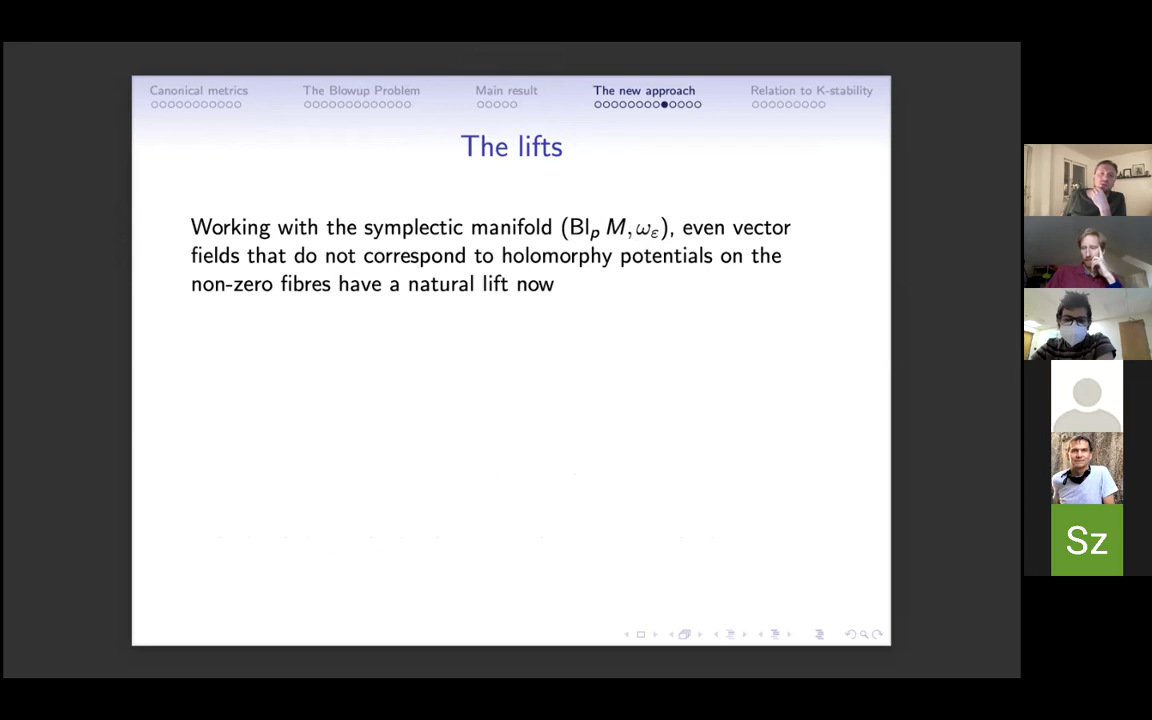 Canonical metrics The Blowup Problem Main result The new approach Relation to K-stability
The lifts
Working with the symplectic manifold (Blₚ M, ω_ε), even vector
fields that do not correspond to holomorphy potentials on the
non-zero fibres have a natural lift now
Sz